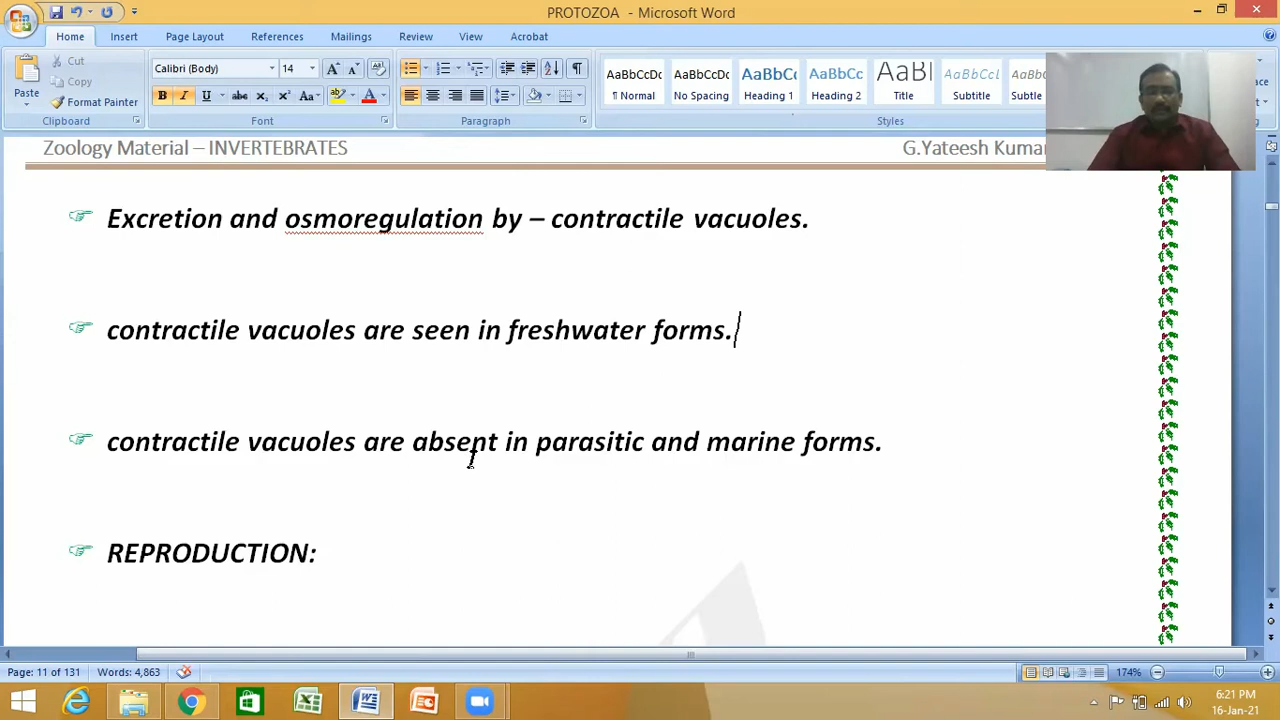 PROTOZOA - Microsoft Word
Home Insert Page Layout References Mailings Review View Acrobat
Paste
Cut
Copy
Format Painter
Clipboard
Calibri (Body) 14
Font
Paragraph
AaBbCcDc AaBbCcDc AaBbCc AaBbCc AaBl AaBbCcL AaBbCcD
¶ Normal No Spacing Heading 1 Heading 2 Title Subtitle Subtle
Styles
Zoology Material – INVERTEBRATES G.Yateesh Kumar
Excretion and osmoregulation by – contractile vacuoles.
contractile vacuoles are seen in freshwater forms.
contractile vacuoles are absent in parasitic and marine forms.
REPRODUCTION:
Page: 11 of 131 Words: 4,863 174%
6:21 PM
16-Jan-21